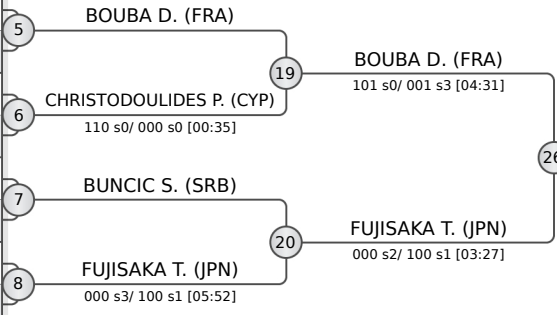 BOUBA D. (FRA)
5
19
BOUBA D. (FRA)
101 s0/ 001 s3 [04:31]
CHRISTODOULIDES P. (CYP)
6
110 s0/ 000 s0 [00:35]
26
BUNCIC S. (SRB)
7
20
FUJISAKA T. (JPN)
000 s2/ 100 s1 [03:27]
FUJISAKA T. (JPN)
8
000 s3/ 100 s1 [05:52]